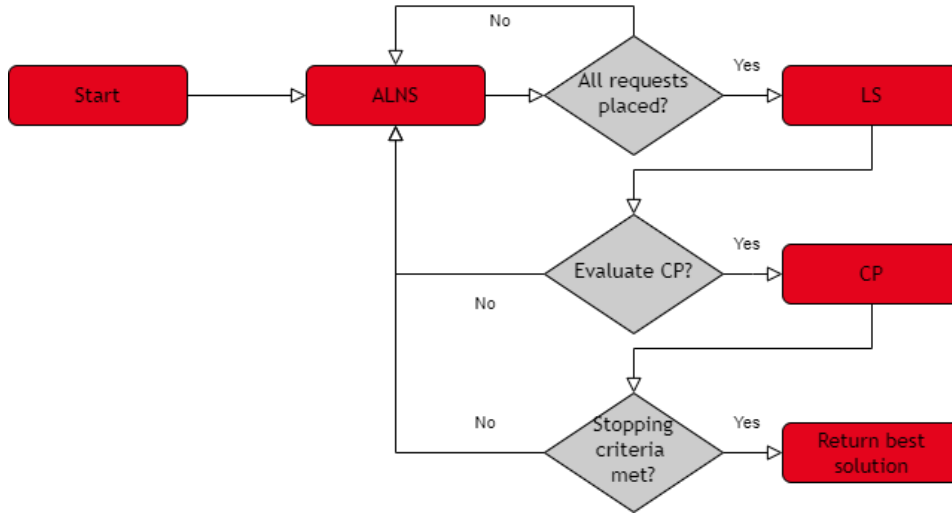 No
Start
ALNS
All requests
placed?
Yes
LS
Evaluate CP?
Yes
CP
No
Stopping
criteria
met?
No
Yes
Return best
solution